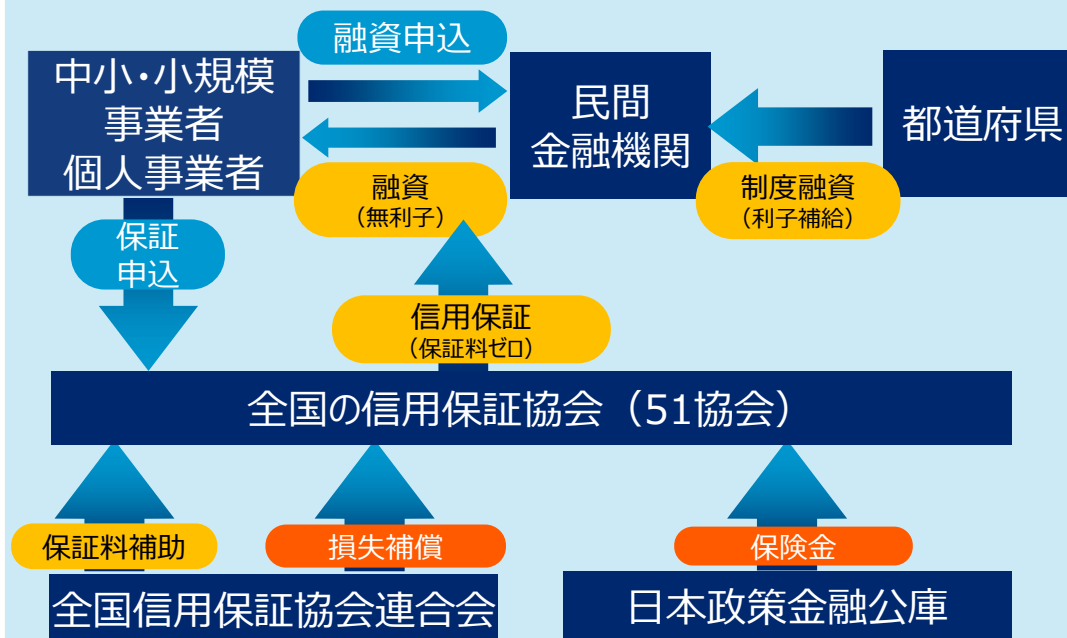 融資申込
中小・小規模
事業者
個人事業者
民間
金融機関
都道府県
融資
（無利子）
制度融資
（利子補給）
保証
申込
信用保証
（保証料ｾﾞﾛ）
全国の信用保証協会（51協会）
保証料補助
損失補償
保険金
全国信用保証協会連合会
日本政策金融公庫